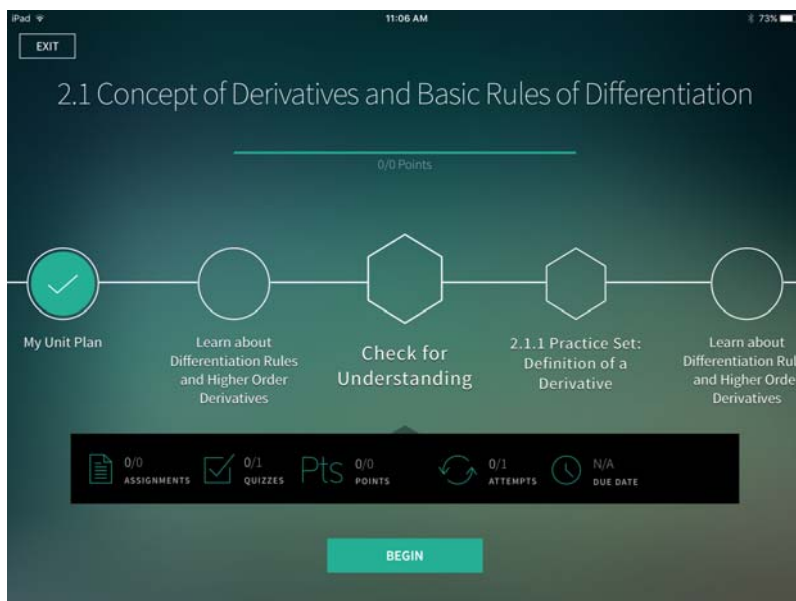 iPad 11:06 AM 73%
EXIT
2.1 Concept of Derivatives and Basic Rules of Differentiation
0/0 Points
My Unit Plan
Learn about
Differentiation Rules
and Higher Order
Derivatives
Check for
Understanding
2.1.1 Practice Set:
Definition of a
Derivative
Learn about
Differentiation Rul
and Higher Orde
Derivatives
0/0
ASSIGNMENTS
0/1
QUIZZES
Pts
0/0
POINTS
0/1
ATTEMPTS
N/A
DUE DATE
BEGIN